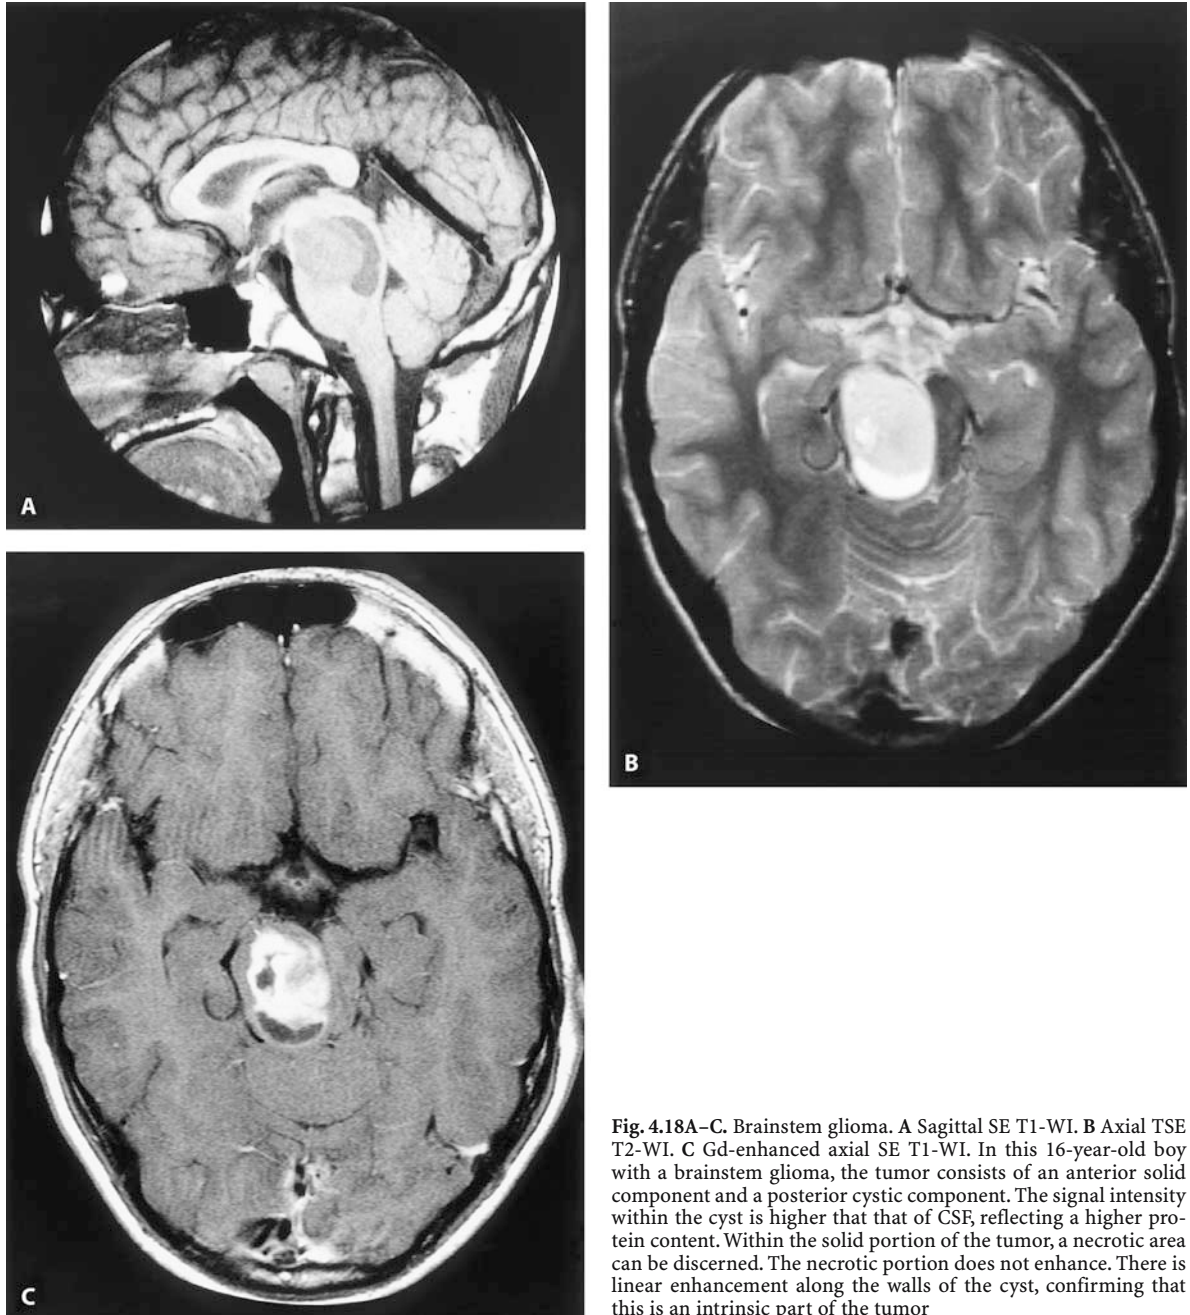 A
B
C
Fig. 4.18A–C. Brainstem glioma. A Sagittal SE T1-WI. B Axial TSE
T2-WI. C Gd-enhanced axial SE T1-WI. In this 16-year-old boy
with a brainstem glioma, the tumor consists of an anterior solid
component and a posterior cystic component. The signal intensity
within the cyst is higher that that of CSF, reflecting a higher pro-
tein content. Within the solid portion of the tumor, a necrotic area
can be discerned. The necrotic portion does not enhance. There is
linear enhancement along the walls of the cyst, confirming that
this is an intrinsic part of the tumor